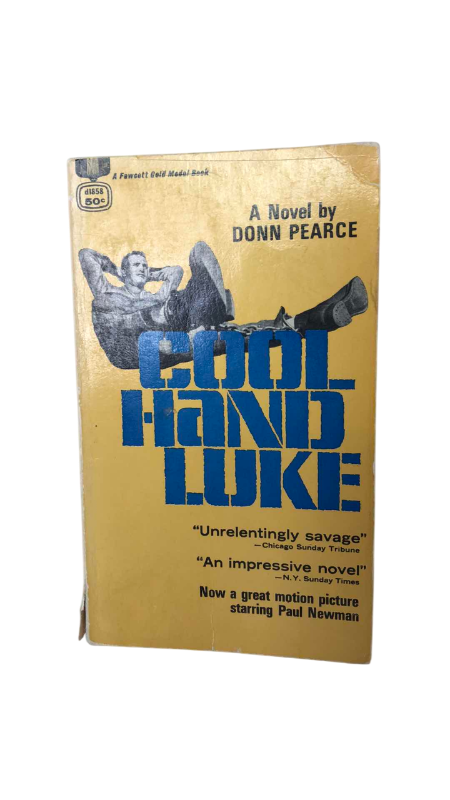 A Fawcett Gold Medal Book
d1858
50¢
A Novel by
DONN PEARCE
COOL
HaND
LUKE
"Unrelentingly savage"
—Chicago Sunday Tribune
"An impressive novel"
—N.Y. Sunday Times
Now a great motion picture
starring Paul Newman